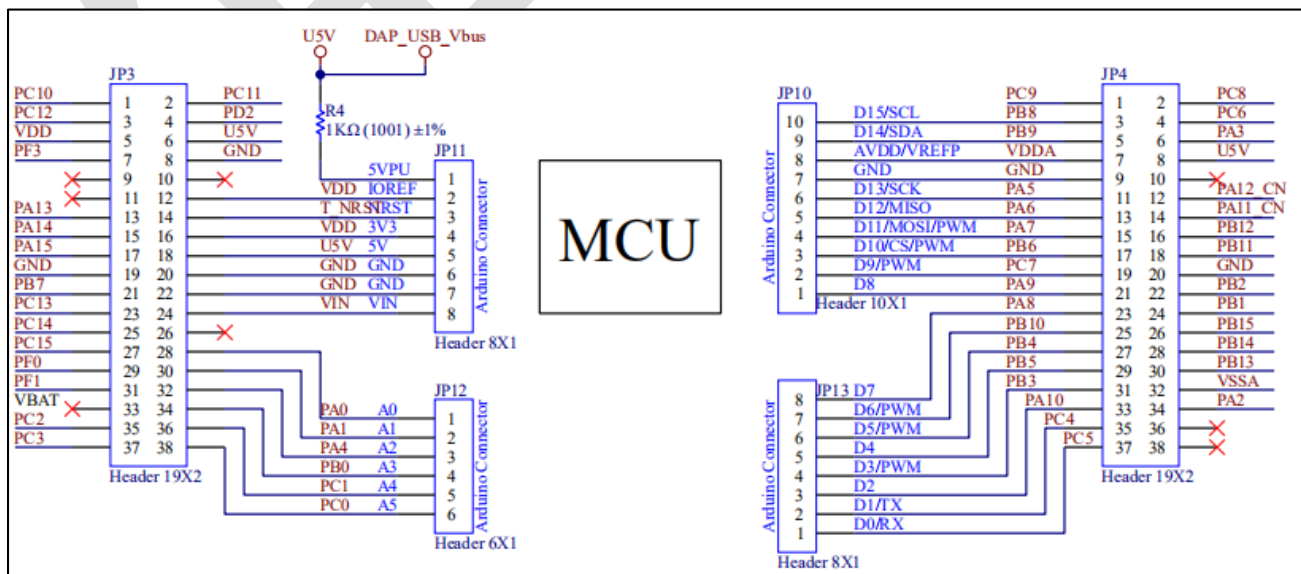 U5V DAP_USB_Vbus
R4
1KΩ (1001) ±1%
JP3
PC10 1 2 PC11
PC12 3 4 PD2
VDD 5 6 U5V
PF3 7 8 GND
9 10
11 12
PA13 13 14
PA14 15 16
PA15 17 18
GND 19 20
PB7 21 22
PC13 23 24
PC14 25 26
PC15 27 28
PF0 29 30
PF1 31 32
VBAT 33 34
PC2 35 36
PC3 37 38
Header 19X2
JP11
5VPU 1
VDD IOREF 2
T_NRST NRST 3
VDD 3V3 4
U5V 5V 5
GND GND 6
GND GND 7
VIN VIN 8
Arduino Connector
Header 8X1
JP12
PA0 A0 1
PA1 A1 2
PA4 A2 3
PB0 A3 4
PC1 A4 5
PC0 A5 6
Arduino Connector
Header 6X1
MCU
JP10
10 D15/SCL
9 D14/SDA
8 AVDD/VREFP
7 GND
6 D13/SCK
5 D12/MISO
4 D11/MOSI/PWM
3 D10/CS/PWM
2 D9/PWM
1 D8
Arduino Connector
Header 10X1
JP13
8 D7
7 D6/PWM
6 D5/PWM
5 D4
4 D3/PWM
3 D2
2 D1/TX
1 D0/RX
Arduino Connector
Header 8X1
JP4
PC9 1 2 PC8
PB8 3 4 PC6
PB9 5 6 PA3
VDDA 7 8 U5V
GND 9 10
PA5 11 12 PA12_CN
PA6 13 14 PA11_CN
PA7 15 16 PB12
PB6 17 18 PB11
PC7 19 20 GND
PA9 21 22 PB2
PA8 23 24 PB1
PB10 25 26 PB15
PB4 27 28 PB14
PB5 29 30 PB13
PB3 31 32 VSSA
PA10 33 34 PA2
PC4 35 36
PC5 37 38
Header 19X2